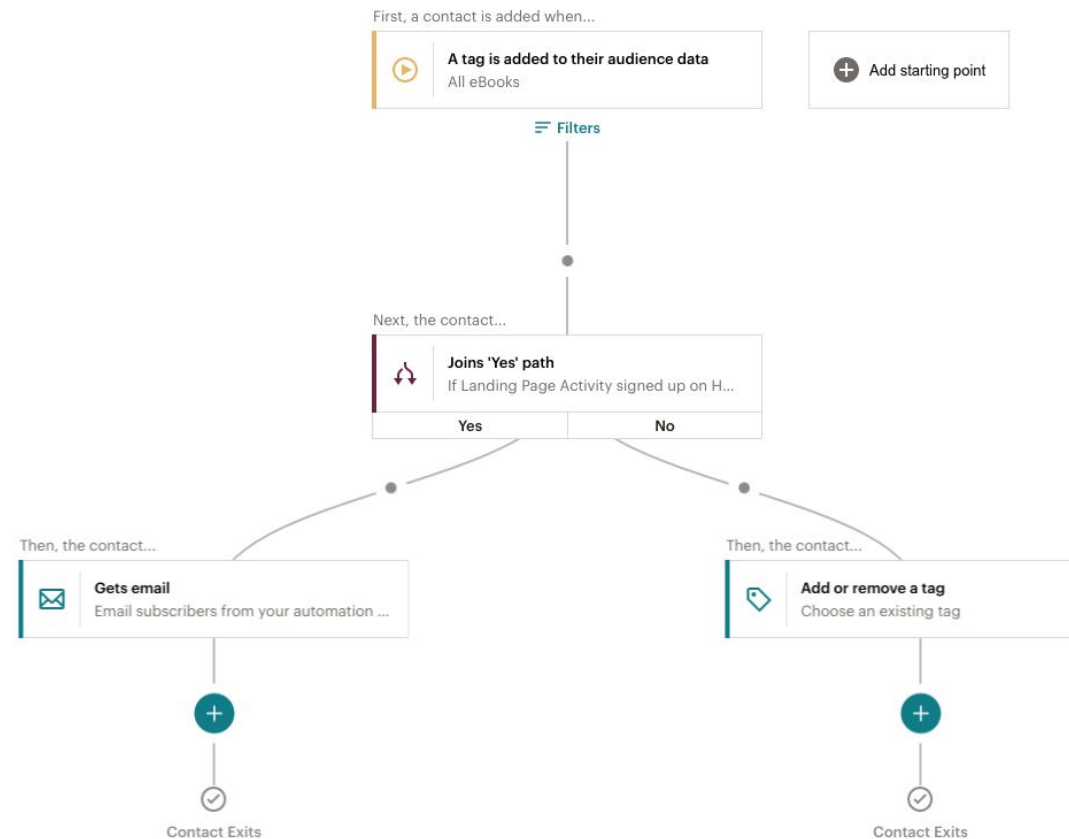 First, a contact is added when...
A tag is added to their audience data
All eBooks
Add starting point
Filters
Next, the contact...
Joins 'Yes' path
If Landing Page Activity signed up on H...
Yes
No
Then, the contact...
Gets email
Email subscribers from your automation ...
Then, the contact...
Add or remove a tag
Choose an existing tag
Contact Exits
Contact Exits